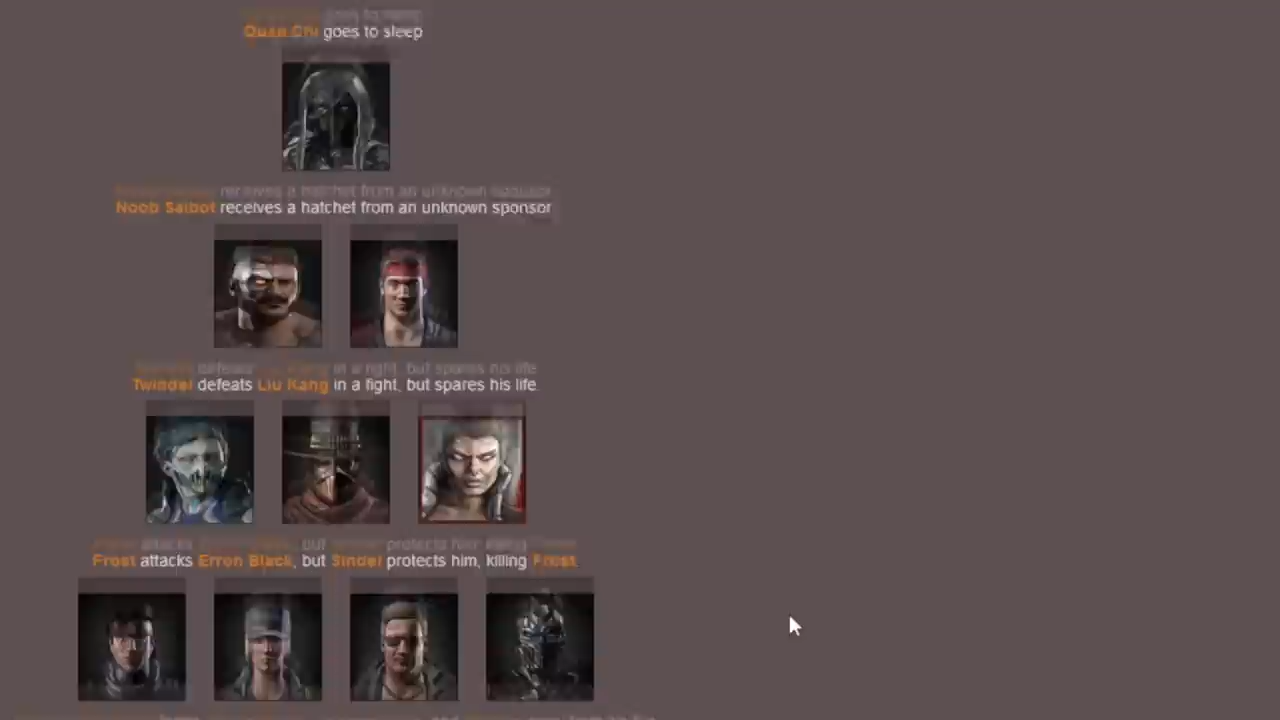 Quan Chi goes to sleep
Noob Saibot receives a hatchet from an unknown sponsor
Twindel defeats Liu Kang in a fight, but spares his life.
Frost attacks Erron Black, but Sindel protects him, killing Frost.